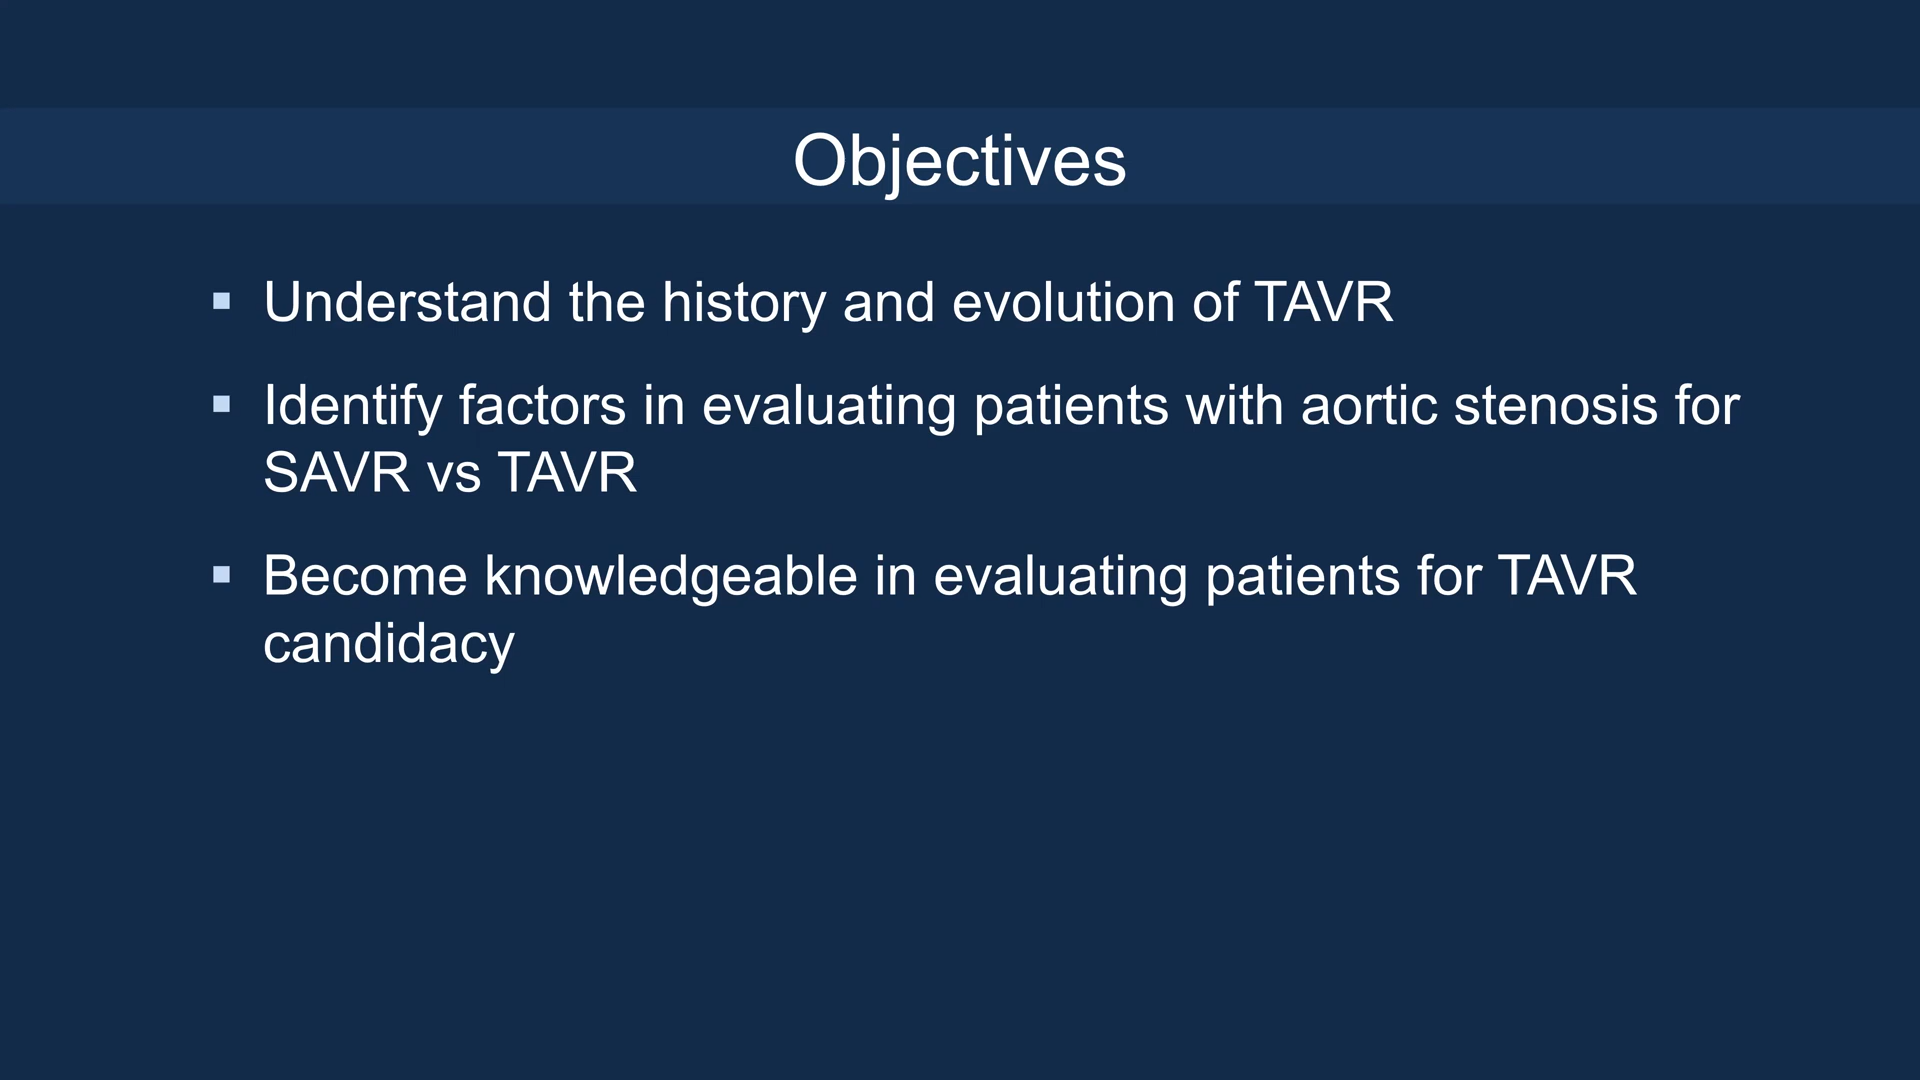 Objectives
▪ Understand the history and evolution of TAVR
▪ Identify factors in evaluating patients with aortic stenosis for
SAVR vs TAVR
▪ Become knowledgeable in evaluating patients for TAVR
candidacy